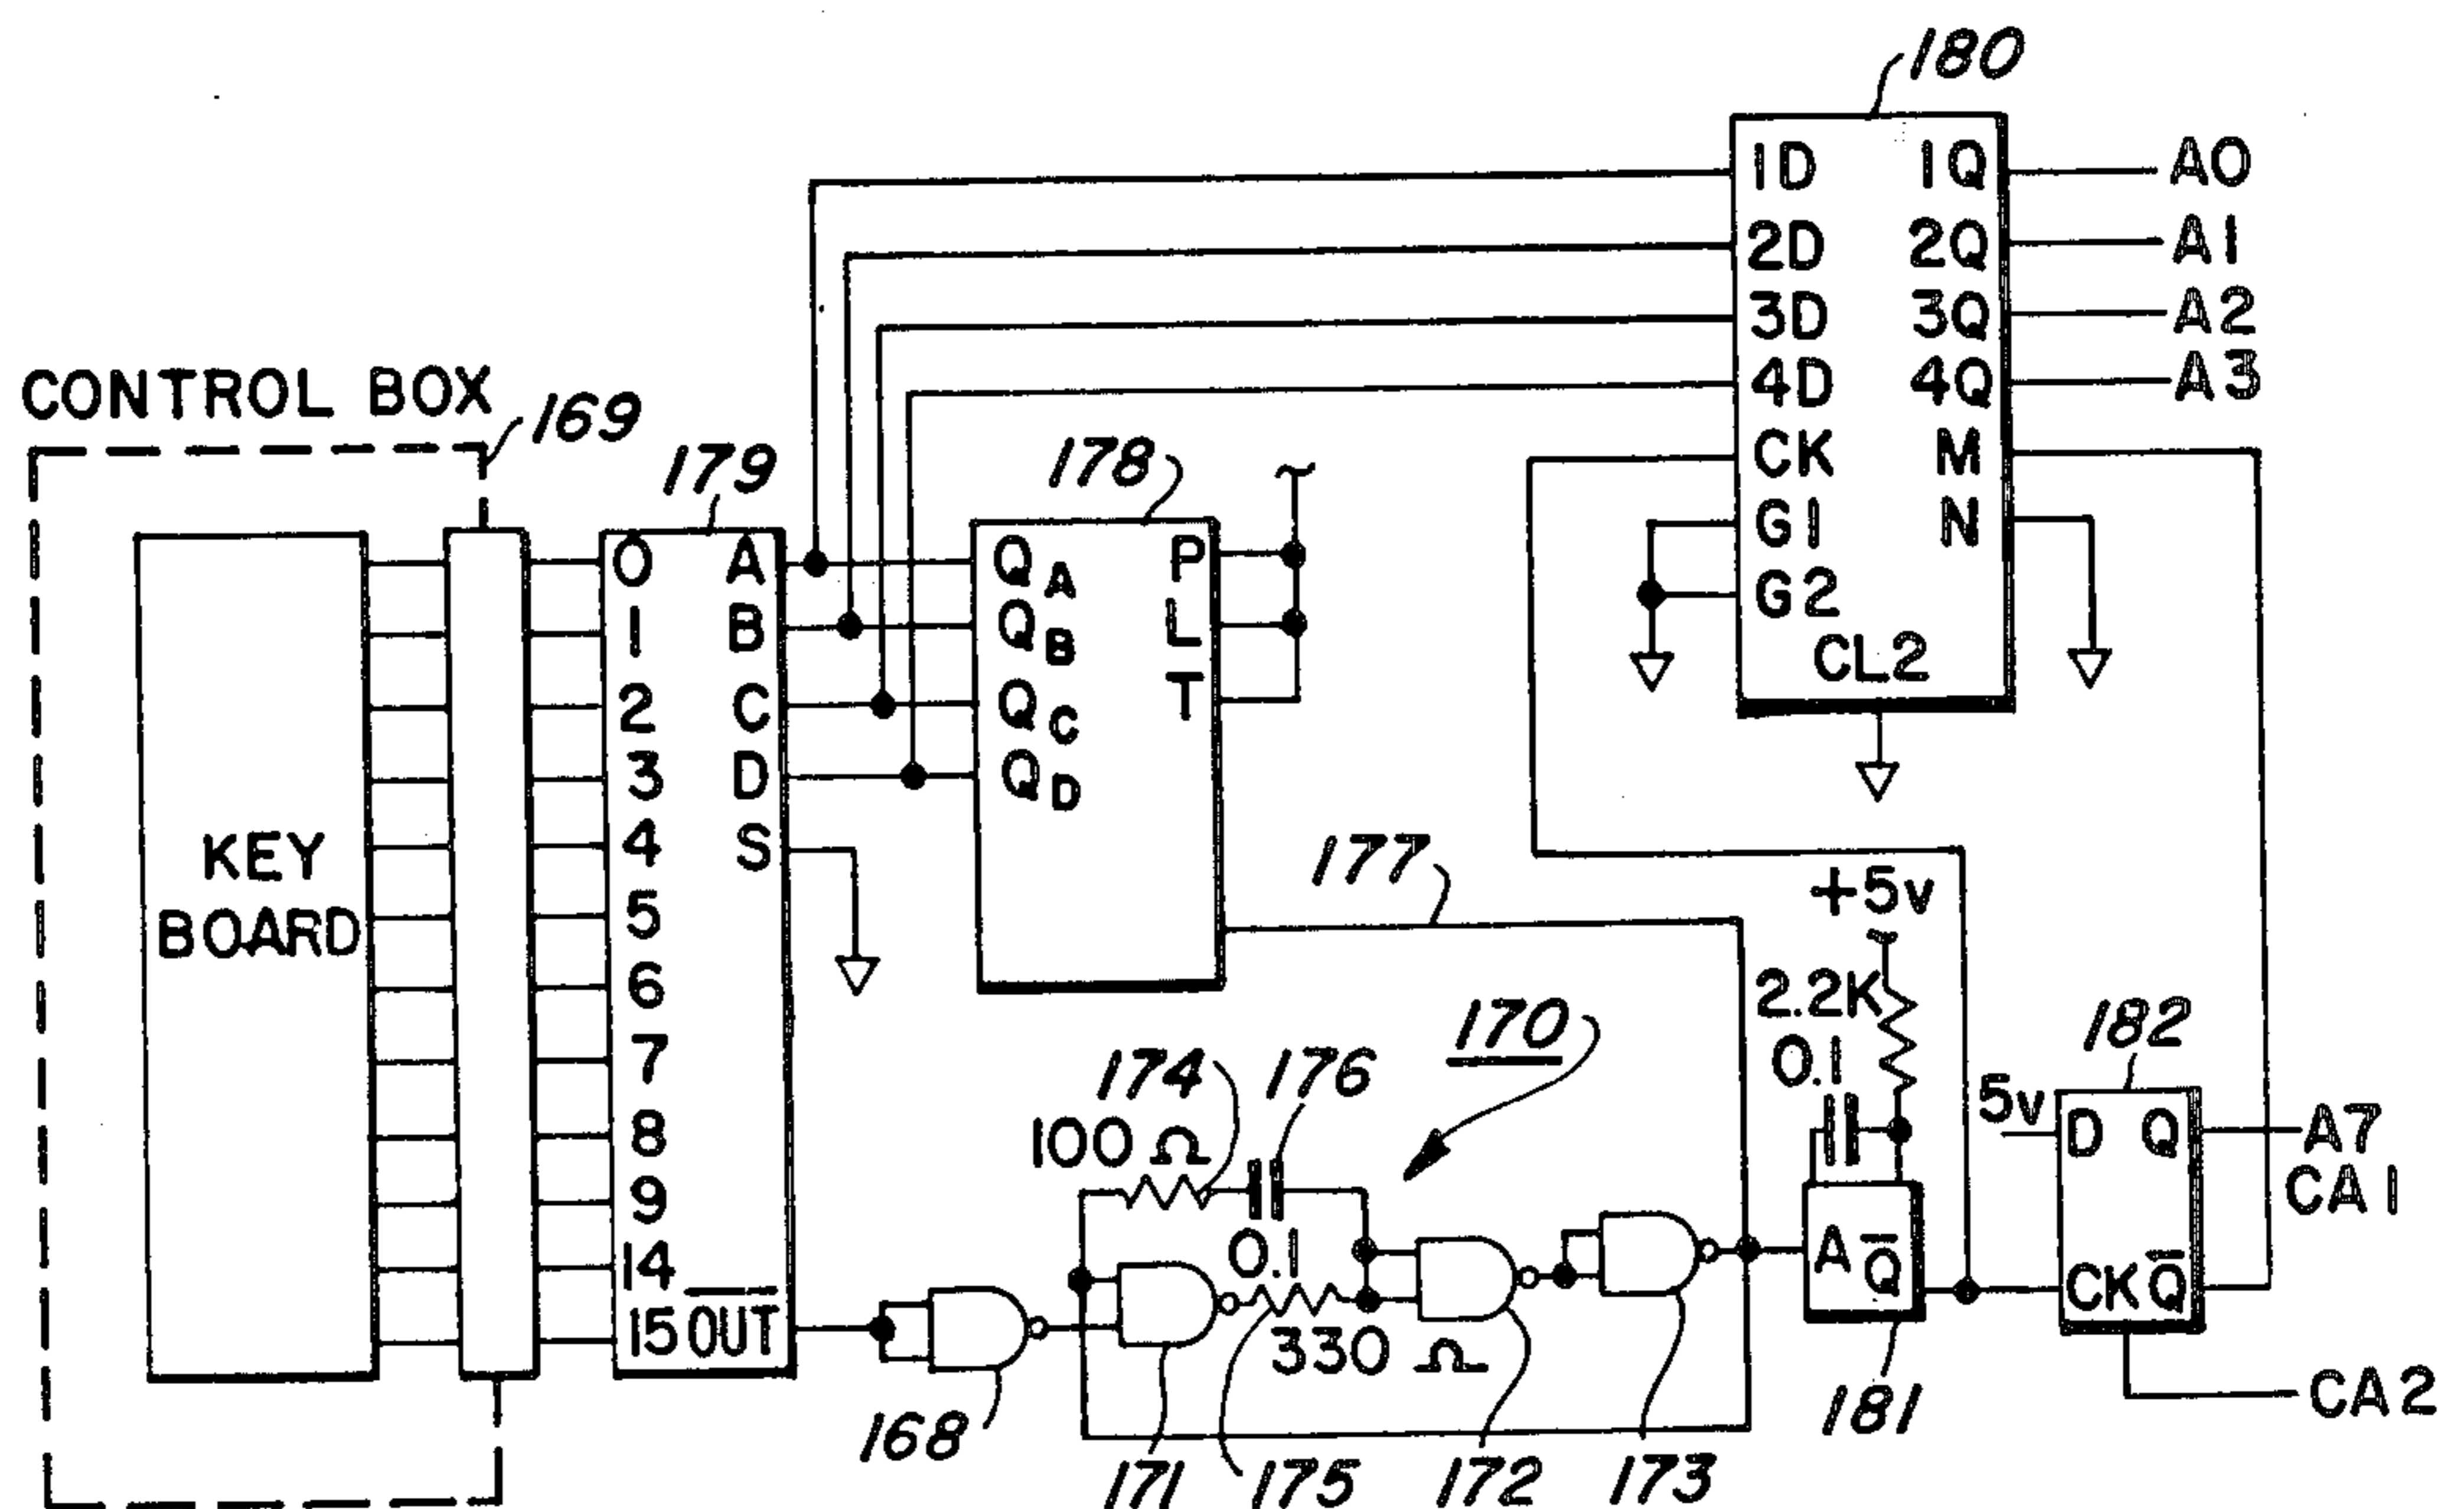 180
1D 1Q A0
2D 2Q A1
3D 3Q A2
4D 4Q A3
CK M
G1 N
G2
CL2
CONTROL BOX
169
179
178
KEY
BOARD
0 A
1 B
2 C
3 D
4 S
5
6
7
8
9
14
15 OUT
QA P
QB L
QC T
QD
177
+5v
2.2K
0.1
170
174
176
100 Ω
0.1
330 Ω
182
5v
D Q
A7
CA1
A Q
CK Q
CA2
168
171
175
172
173
181